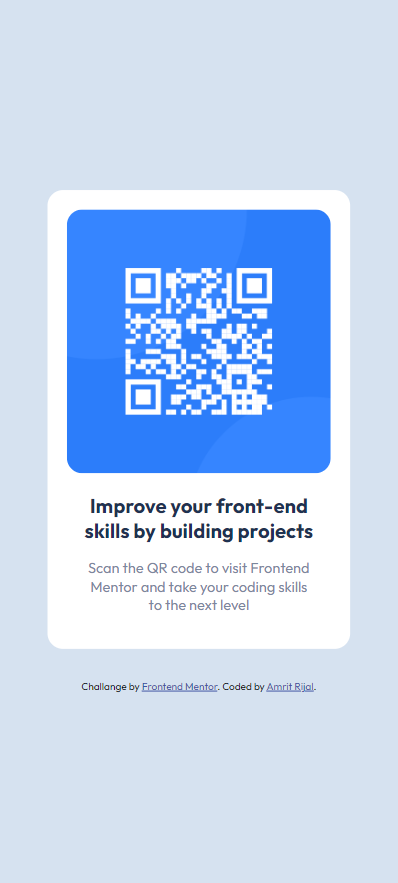 Improve your front-end
skills by building projects
Scan the QR code to visit Frontend
Mentor and take your coding skills
to the next level
Challange by Frontend Mentor. Coded by Amrit Rijal.